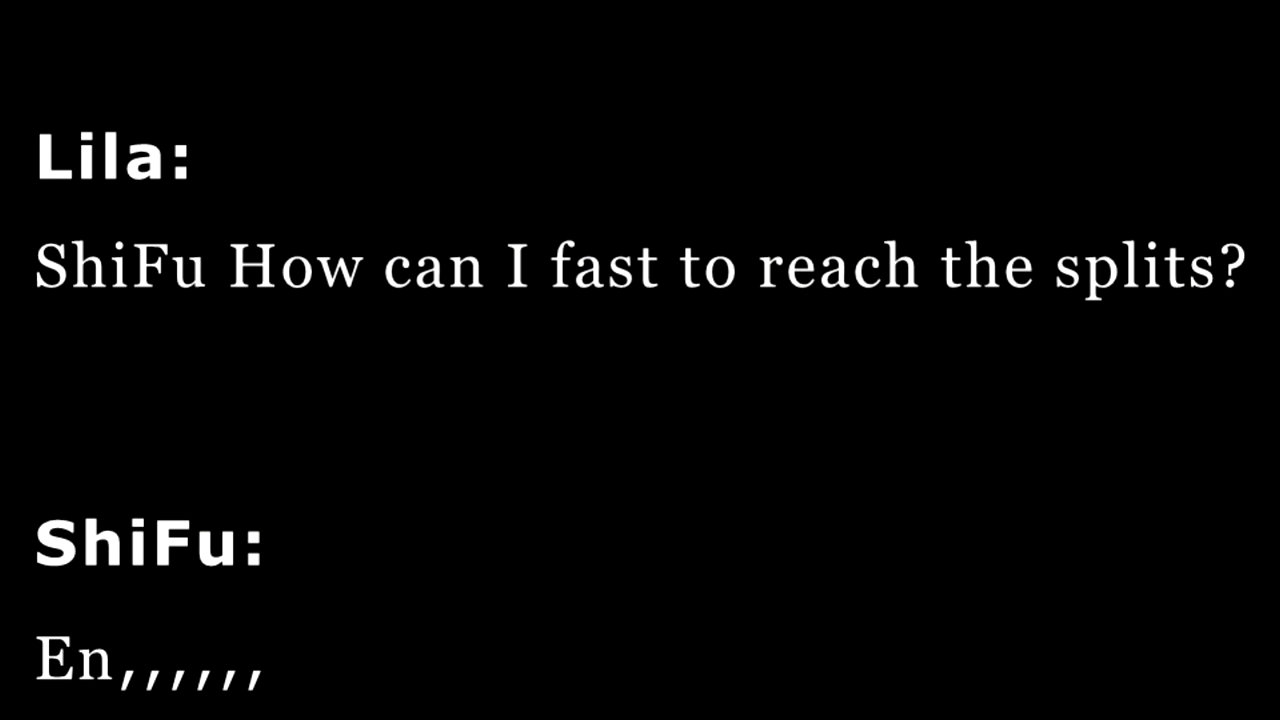 Lila:
ShiFu How can I fast to reach the splits?
ShiFu:
En,,,,,,